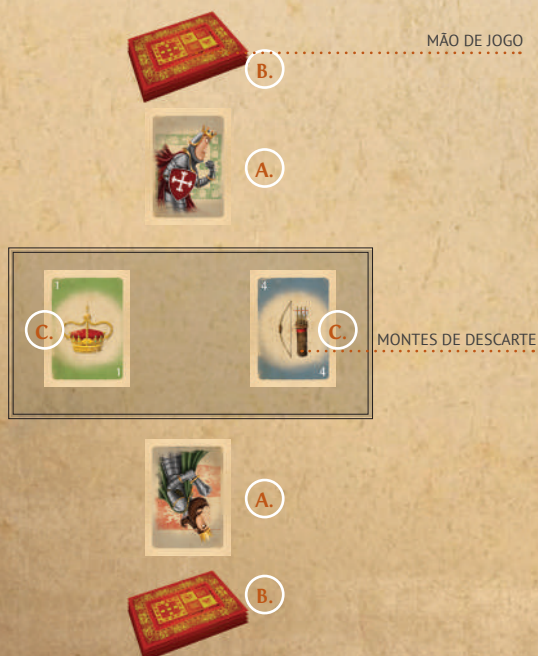 MÃO DE JOGO
B.
A.
1
4
C.
C.
MONTES DE DESCARTE
1
4
A.
B.